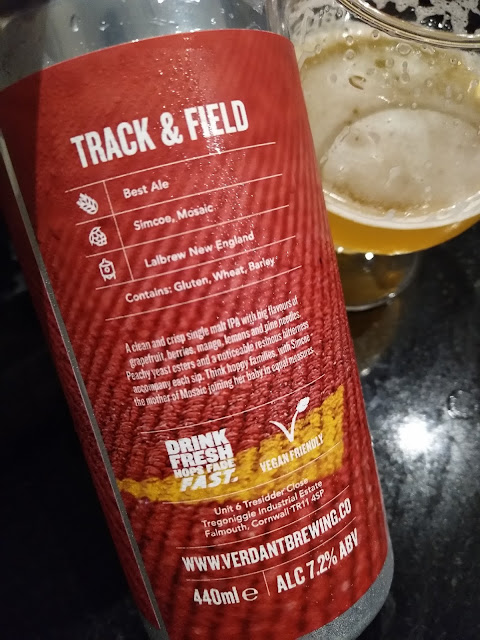 TRACK & FIELD
Best Ale
Simcoe, Mosaic
Lalbrew New England
Contains: Gluten, Wheat, Barley
A clean and crisp single malt IPA with big flavours of
grapefruit, berries, mango, lemons and pine needles.
Peachy yeast esters and a noticeable resinous bitterness
accompany each sip. Think hoppy families, with Simcoe
the mother of Mosaic joining her baby in equal measures.
DRINK
FRESH
HOPS FADE
FAST.
VEGAN FRIENDLY
Unit 6 Tresidder Close
Tregoniggie Industrial Estate
Falmouth, Cornwall TR11 4SP
WWW.VERDANTBREWING.CO
440ml e ALC 7.2% ABV